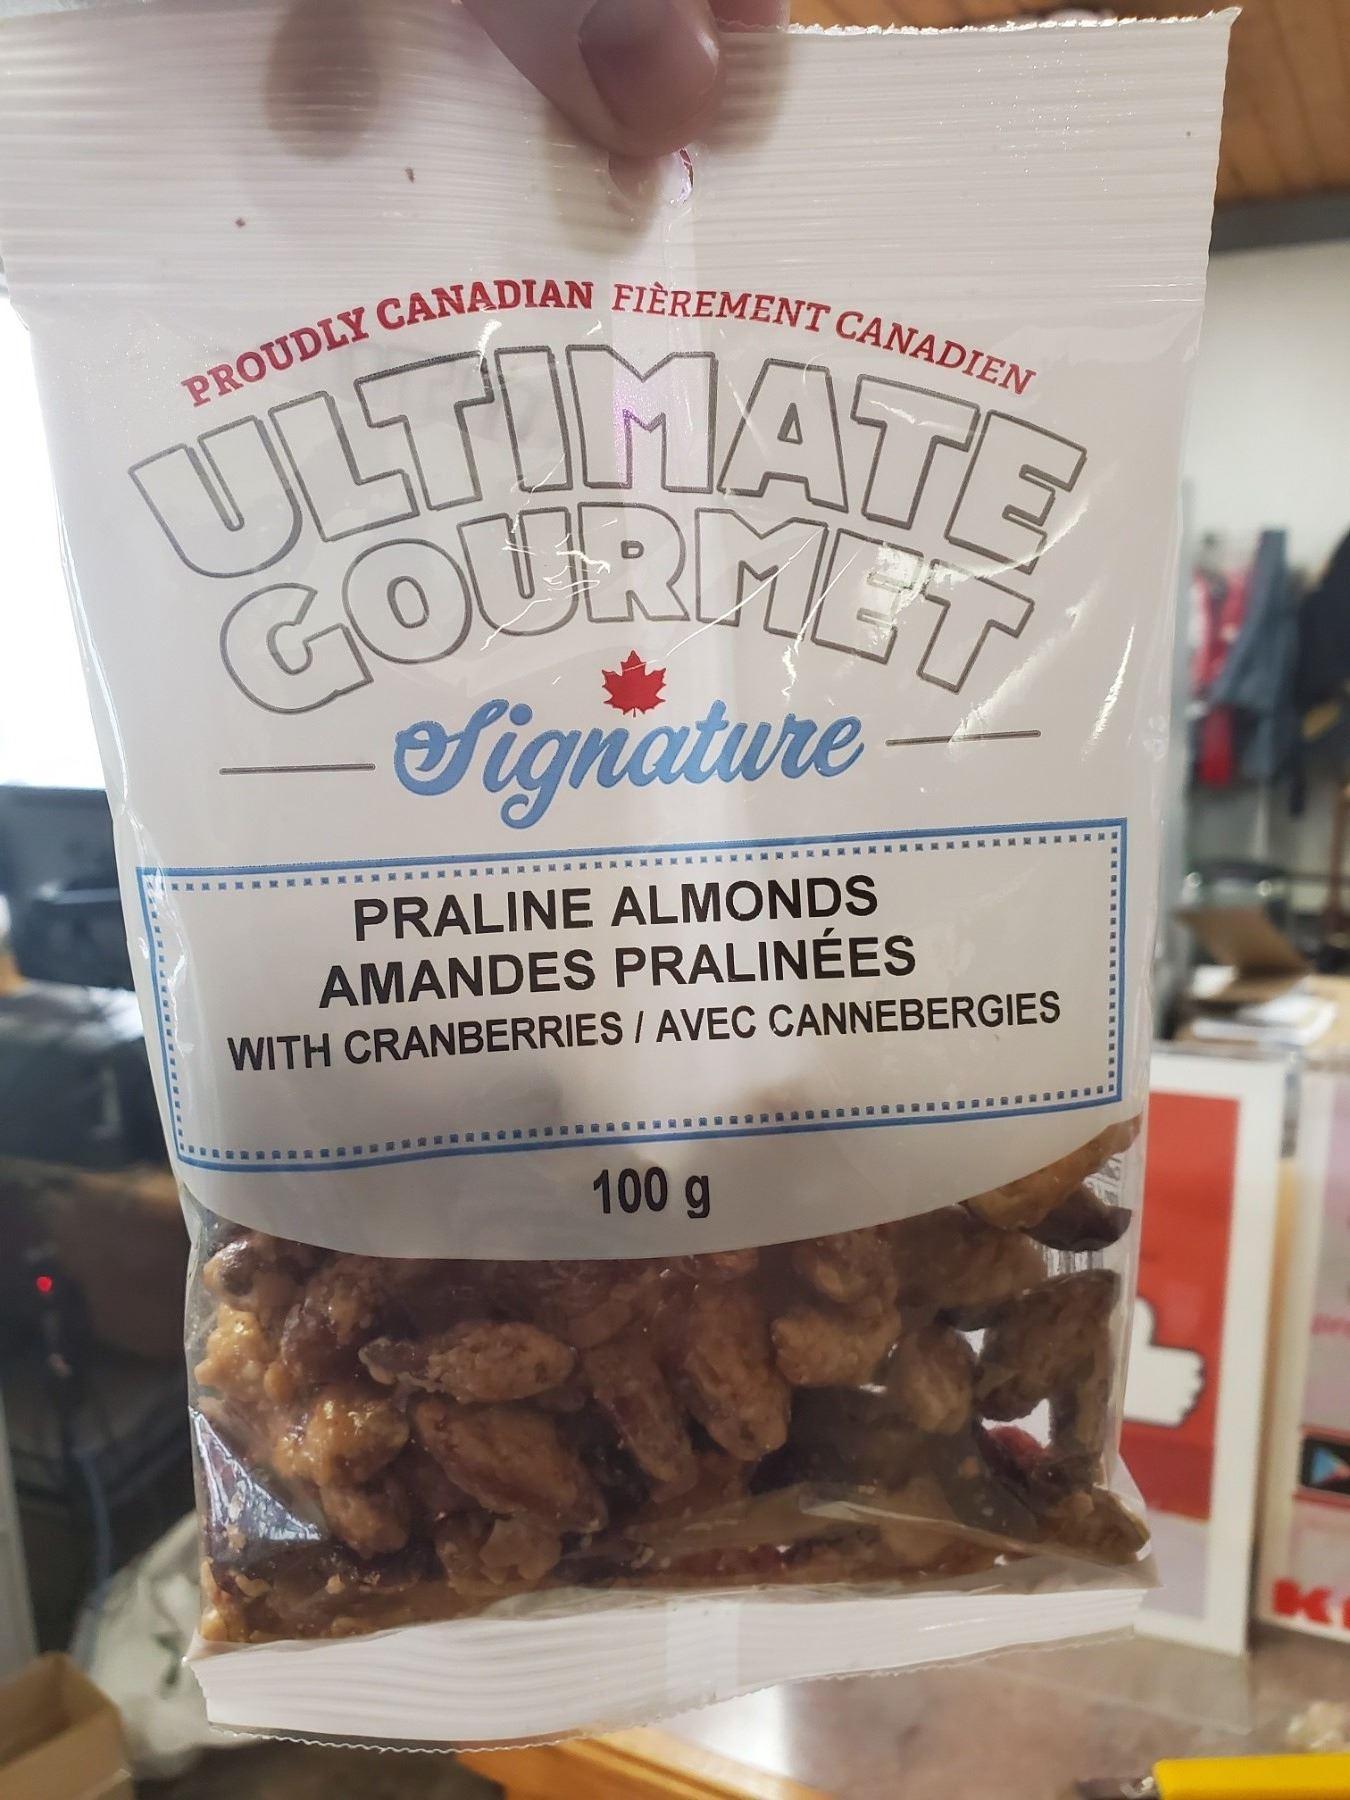 PROUDLY CANADIAN FIÈREMENT CANADIEN
ULTIMATE
GOURMET
Signature
PRALINE ALMONDS
AMANDES PRALINÉES
WITH CRANBERRIES / AVEC CANNEBERGIES
100 g